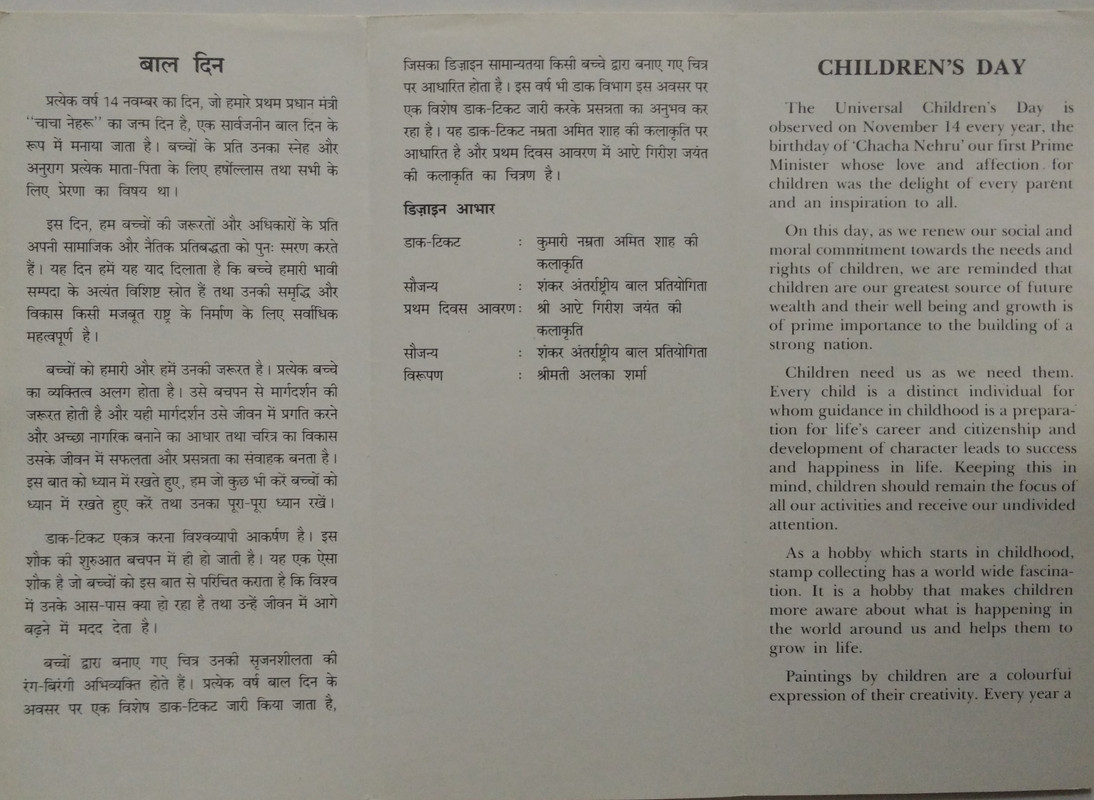 बाल दिन
प्रत्येक वर्ष 14 नवम्बर का दिन, जो हमारे प्रथम प्रधान मंत्री
"चाचा नेहरू" का जन्म दिन है, एक सार्वजनीन बाल दिन के
रूप में मनाया जाता है। बच्चों के प्रति उनका स्नेह और
अनुराग प्रत्येक माता-पिता के लिए हर्षोल्लास तथा सभी के
लिए प्रेरणा का विषय था।
इस दिन, हम बच्चों की जरूरतों और अधिकारों के प्रति
अपनी सामाजिक और नैतिक प्रतिबद्धता को पुनः स्मरण करते
हैं। यह दिन हमें यह याद दिलाता है कि बच्चे हमारी भावी
सम्पदा के अत्यंत विशिष्ट स्रोत हैं तथा उनकी समृद्धि और
विकास किसी मजबूत राष्ट्र के निर्माण के लिए सर्वाधिक
महत्वपूर्ण है।
बच्चों को हमारी और हमें उनकी जरूरत है। प्रत्येक बच्चे
का व्यक्तित्व अलग होता है। उसे बचपन से मार्गदर्शन की
जरूरत होती है और यही मार्गदर्शन उसे जीवन में प्रगति करने
और अच्छा नागरिक बनाने का आधार तथा चरित्र का विकास
उसके जीवन में सफलता और प्रसन्नता का संवाहक बनता है।
इस बात को ध्यान में रखते हुए, हम जो कुछ भी करें बच्चों को
ध्यान में रखते हुए करें तथा उनका पूरा-पूरा ध्यान रखें।
डाक-टिकट एकत्र करना विश्वव्यापी आकर्षण है। इस
शौक की शुरुआत बचपन में ही हो जाती है। यह एक ऐसा
शौक है जो बच्चों को इस बात से परिचित कराता है कि विश्व
में उनके आस-पास क्या हो रहा है तथा उन्हें जीवन में आगे
बढ़ने में मदद देता है।
बच्चों द्वारा बनाए गए चित्र उनकी सृजनशीलता की
रंग-बिरंगी अभिव्यक्ति होते हैं। प्रत्येक वर्ष बाल दिन के
अवसर पर एक विशेष डाक-टिकट जारी किया जाता है,
जिसका डिज़ाइन सामान्यतया किसी बच्चे द्वारा बनाए गए चित्र
पर आधारित होता है। इस वर्ष भी डाक विभाग इस अवसर पर
एक विशेष डाक-टिकट जारी करके प्रसन्नता का अनुभव कर
रहा है। यह डाक-टिकट नम्रता अमित शाह की कलाकृति पर
आधारित है और प्रथम दिवस आवरण में आप्टे गिरीश जयंत
की कलाकृति का चित्रण है।
डिज़ाइन आभार
डाक-टिकट : कुमारी नम्रता अमित शाह की
कलाकृति
सौजन्य : शंकर अंतर्राष्ट्रीय बाल प्रतियोगिता
प्रथम दिवस आवरण : श्री आप्टे गिरीश जयंत की
कलाकृति
सौजन्य : शंकर अंतर्राष्ट्रीय बाल प्रतियोगिता
विरूपण : श्रीमती अलका शर्मा
CHILDREN'S DAY
The Universal Children's Day is
observed on November 14 every year, the
birthday of 'Chacha Nehru' our first Prime
Minister whose love and affection for
children was the delight of every parent
and an inspiration to all.
On this day, as we renew our social and
moral commitment towards the needs and
rights of children, we are reminded that
children are our greatest source of future
wealth and their well being and growth is
of prime importance to the building of a
strong nation.
Children need us as we need them.
Every child is a distinct individual for
whom guidance in childhood is a prepara-
tion for life's career and citizenship and
development of character leads to success
and happiness in life. Keeping this in
mind, children should remain the focus of
all our activities and receive our undivided
attention.
As a hobby which starts in childhood,
stamp collecting has a world wide fascina-
tion. It is a hobby that makes children
more aware about what is happening in
the world around us and helps them to
grow in life.
Paintings by children are a colourful
expression of their creativity. Every year a